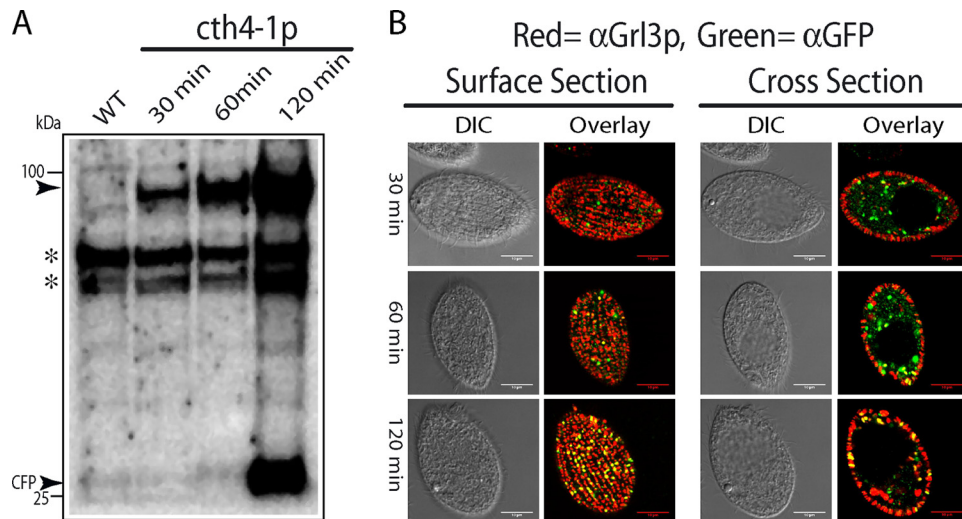 A
cth4-1p
WT
30 min
60min
120 min
kDa
100
*
*
CFP
25
B
Red= αGrl3p, Green= αGFP
Surface Section
Cross Section
DIC
Overlay
DIC
Overlay
30 min
60 min
120 min